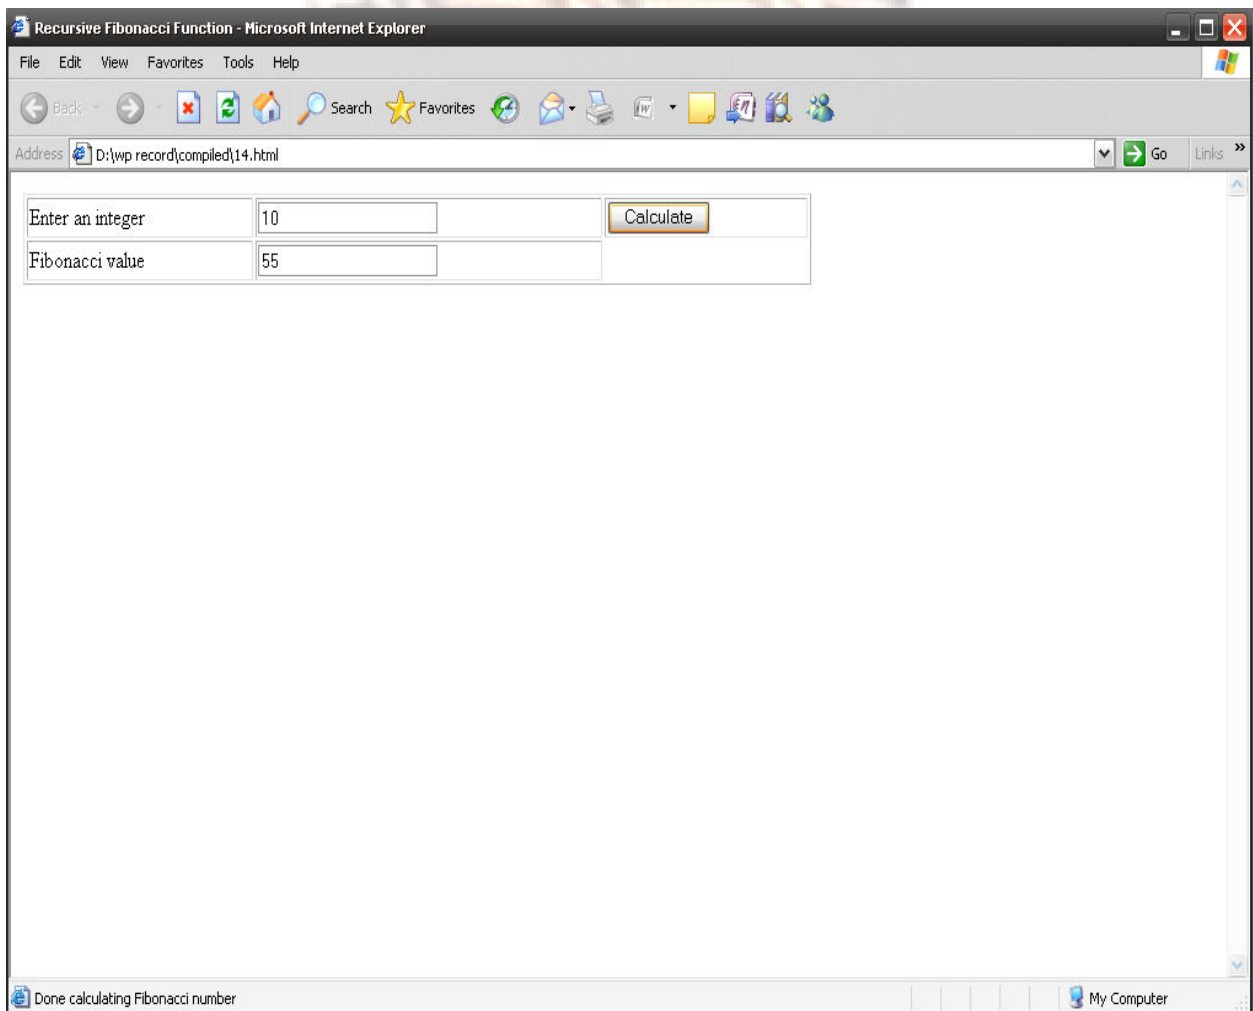 Recursive Fibonacci Function - Microsoft Internet Explorer
File Edit View Favorites Tools Help
Back Search Favorites
Address D:\wp record\compiled\14.html Go Links »
Enter an integer 10 Calculate
Fibonacci value 55
Done calculating Fibonacci number My Computer